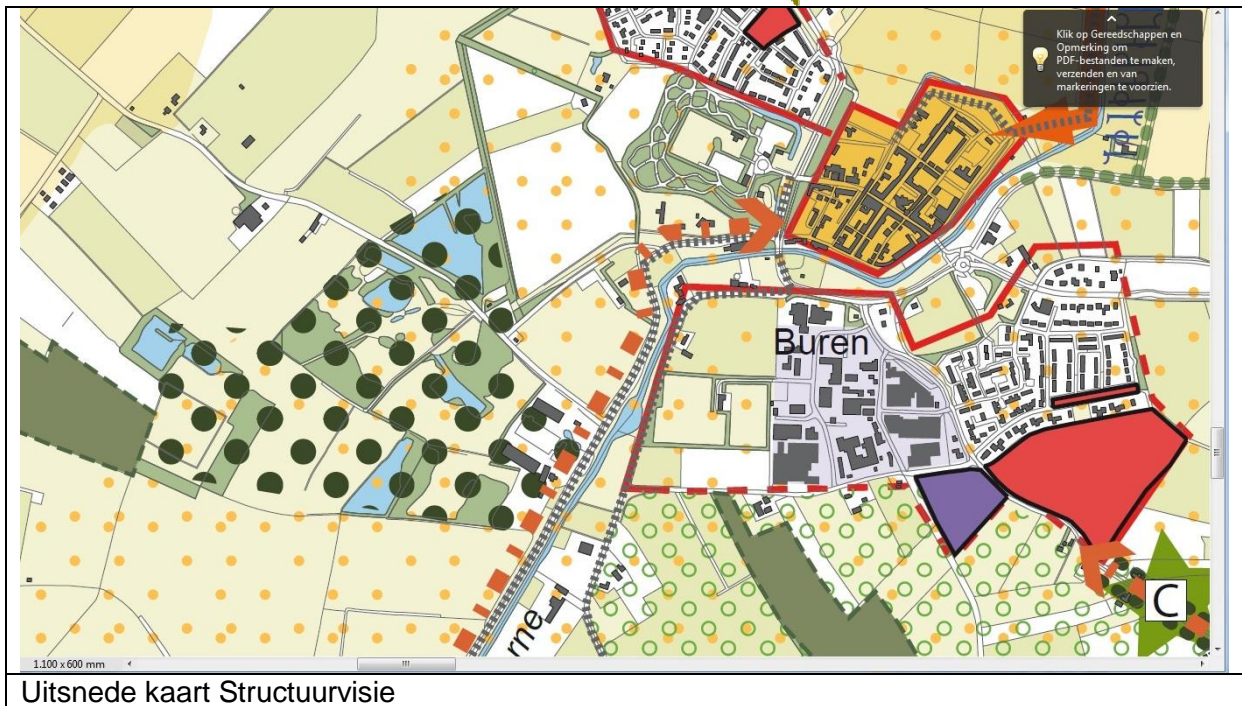 Klik op Gereedschappen en
Opmerking om
PDF-bestanden te maken,
verzenden en van
markeringen te voorzien.
Buren
C
rne
1.100 x 600 mm
Uitsnede kaart Structuurvisie